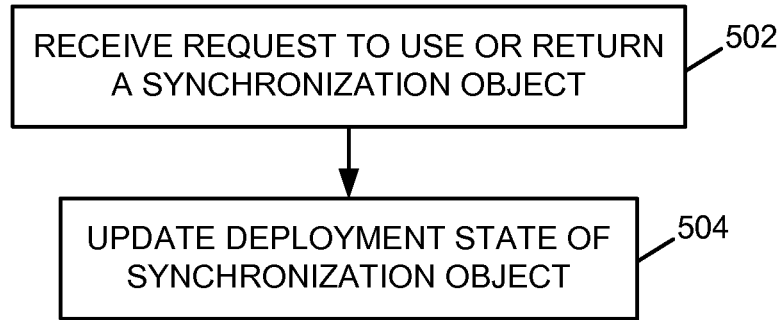 RECEIVE REQUEST TO USE OR RETURN
A SYNCHRONIZATION OBJECT
502
UPDATE DEPLOYMENT STATE OF
SYNCHRONIZATION OBJECT
504